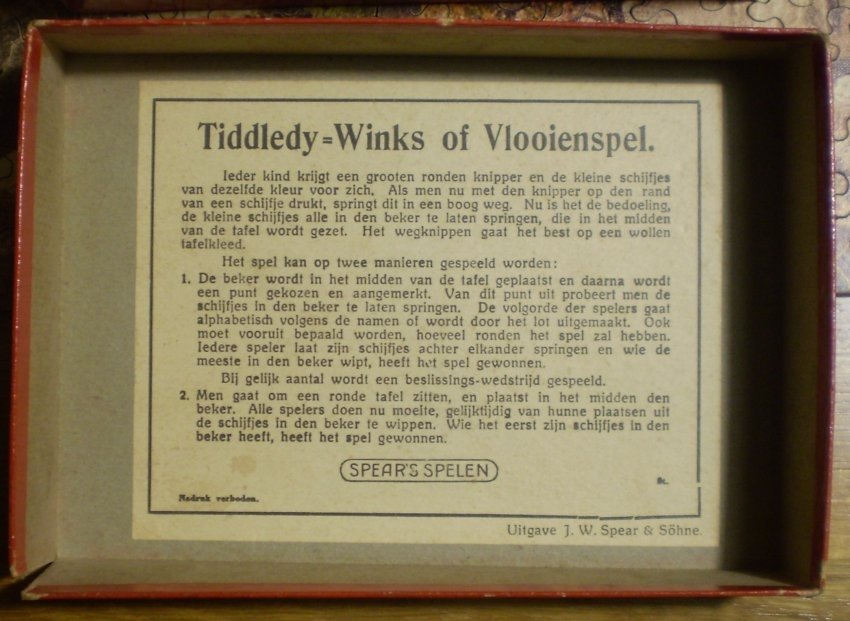 Tiddledy=Winks of Vlooienspel.
Ieder kind krijgt een grooten ronden knipper en de kleine schijfjes
van dezelfde kleur voor zich. Als men nu met den knipper op den rand
van een schijfje drukt, springt dit in een boog weg. Nu is het de bedoeling,
de kleine schijfjes alle in den beker te laten springen, die in het midden
van de tafel wordt gezet. Het wegknippen gaat het best op een wollen
tafelkleed.
Het spel kan op twee manieren gespeeld worden:
1. De beker wordt in het midden van de tafel geplaatst en daarna wordt
een punt gekozen en aangemerkt. Van dit punt uit probeert men de
schijfjes in den beker te laten springen. De volgorde der spelers gaat
alphabetisch volgens de namen of wordt door het lot uitgemaakt. Ook
moet vooruit bepaald worden, hoeveel ronden het spel zal hebben.
Iedere speler laat zijn schijfjes achter elkander springen en wie de
meeste in den beker wipt, heeft het spel gewonnen.
Bij gelijk aantal wordt een beslissings-wedstrijd gespeeld.
2. Men gaat om een ronde tafel zitten, en plaatst in het midden den
beker. Alle spelers doen nu moeite, gelijktijdig van hunne plaatsen uit
de schijfjes in den beker te wippen. Wie het eerst zijn schijfjes in den
beker heeft, heeft het spel gewonnen.
SPEAR'S SPELEN
Nadruk verboden.
Uitgave J. W. Spear & Söhne.